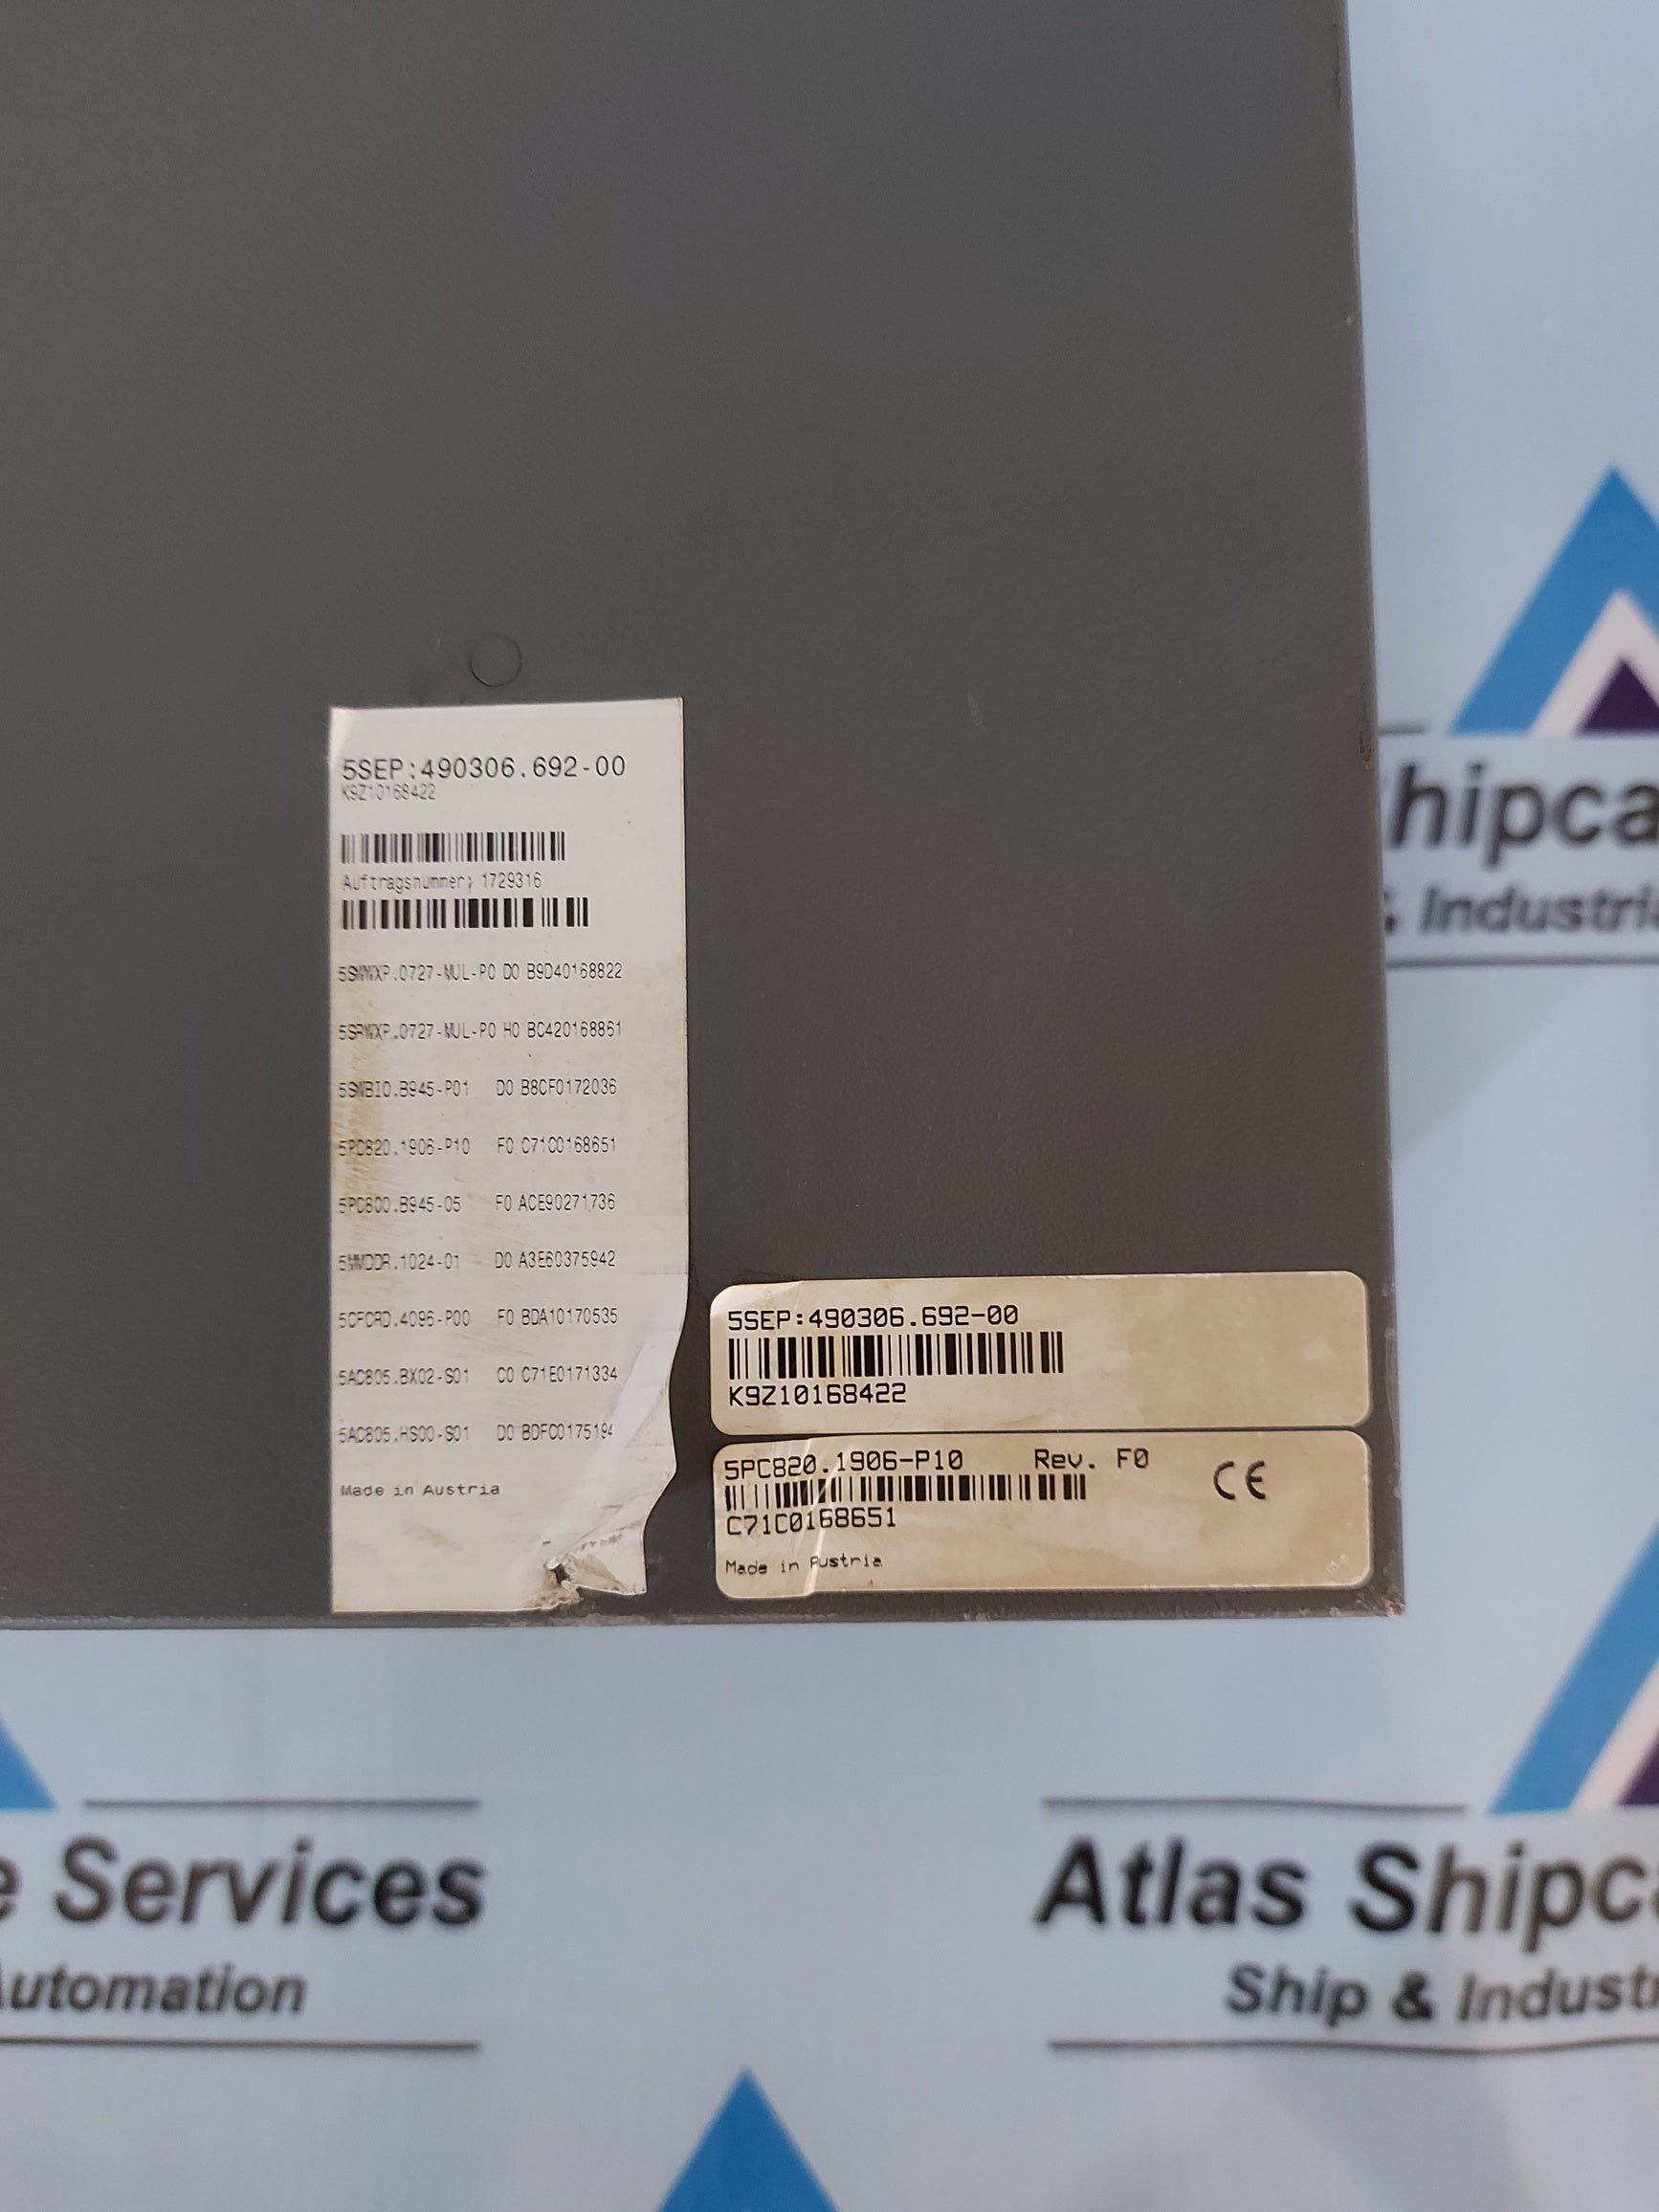 5SEP:490306.692-00
K9Z10168422
Auftragsnummer: 1729316
5SWWXP.0727-MUL-P0 D0 B9D40168822
5SRWXP.0727-MUL-P0 H0 BC420168861
5SWBIO.B945-P01 D0 B8CF0172036
5PC820.1906-P10 F0 C71C0168651
5PC800.B945-05 F0 ACE90271736
5MMDDR.1024-01 D0 A3E60375942
5CFCRD.4096-P00 F0 BDA10170535
5AC805.BX02-S01 C0 C71E0171334
5AC805.HS00-S01 D0 BDFC0175194
Made in Austria
5SEP:490306.692-00
K9Z10168422
5PC820.1906-P10 Rev. F0 CE
C71C0168651
Made in Austria
hipca
& Industria
e Services
Automation
Atlas Shipca
Ship & Industr